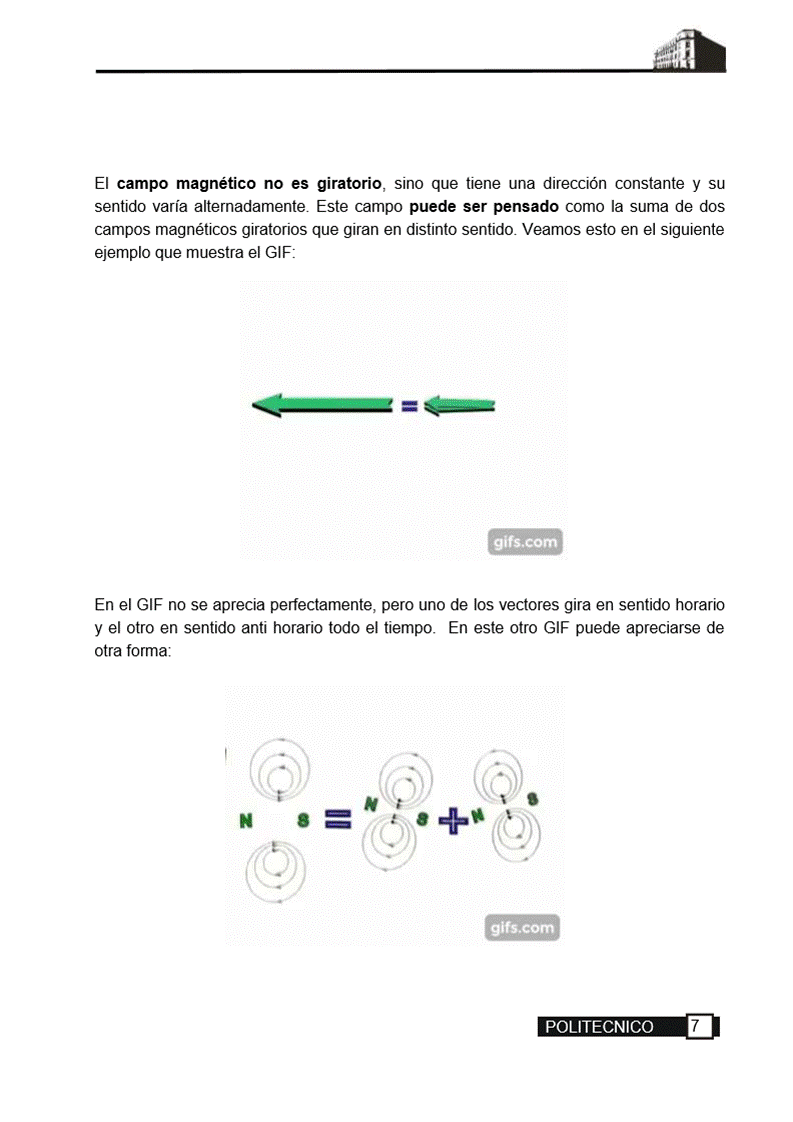 El campo magnético no es giratorio, sino que tiene una dirección constante y su
sentido varía alternadamente. Este campo puede ser pensado como la suma de dos
campos magnéticos giratorios que giran en distinto sentido. Veamos esto en el siguiente
ejemplo que muestra el GIF:
=
gifs.com
En el GIF no se aprecia perfectamente, pero uno de los vectores gira en sentido horario
y el otro en sentido anti horario todo el tiempo. En este otro GIF puede apreciarse de
otra forma:
N S = N S + N S
gifs.com
POLITECNICO 7